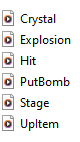 Crystal
Explosion
Hit
PutBomb
Stage
UpItem